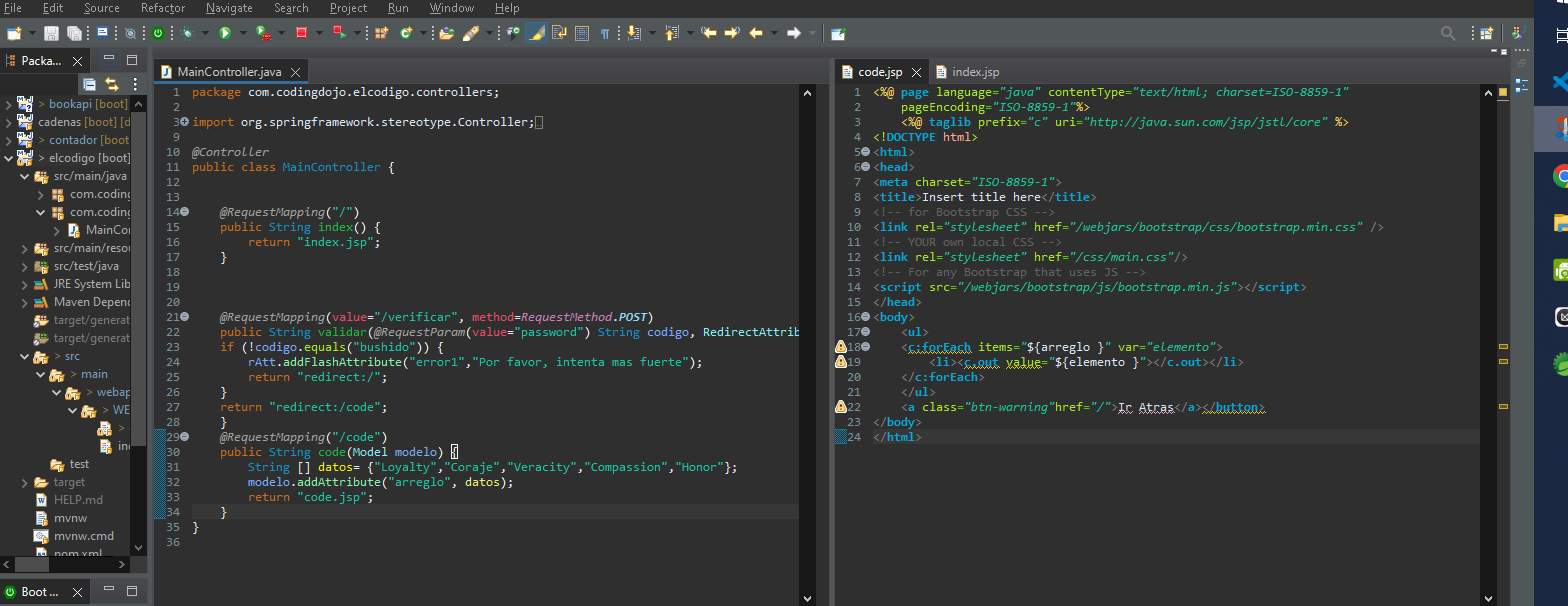 File Edit Source Refactor Navigate Search Project Run Window Help
Packa...
> bookapi [boot]
cadenas [boot] [d
> contador [boot
> elcodigo [boot]
src/main/java
com.coding
com.coding
MainCo
src/main/reso
src/test/java
JRE System Lib
Maven Depend
target/generat
target/generat
> src
> main
> webap
> WE
>
in
test
target
HELP.md
mvnw
mvnw.cmd
pom.xml
Boot ...
MainController.java
1 package com.codingdojo.elcodigo.controllers;
2
3 import org.springframework.stereotype.Controller;
9
10 @Controller
11 public class MainController {
12
13
14 @RequestMapping("/")
15 public String index() {
16 return "index.jsp";
17 }
18
19
20
21 @RequestMapping(value="/verificar", method=RequestMethod.POST)
22 public String validar(@RequestParam(value="password") String codigo, RedirectAttrib
23 if (!codigo.equals("bushido")) {
24 rAtt.addFlashAttribute("error1","Por favor, intenta mas fuerte");
25 return "redirect:/";
26 }
27 return "redirect:/code";
28 }
29 @RequestMapping("/code")
30 public String code(Model modelo) {
31 String [] datos= {"Loyalty","Coraje","Veracity","Compassion","Honor"};
32 modelo.addAttribute("arreglo", datos);
33 return "code.jsp";
34 }
35 }
36
code.jsp index.jsp
1 <%@ page language="java" contentType="text/html; charset=ISO-8859-1"
2 pageEncoding="ISO-8859-1"%>
3 <%@ taglib prefix="c" uri="http://java.sun.com/jsp/jstl/core" %>
4 <!DOCTYPE html>
5 <html>
6 <head>
7 <meta charset="ISO-8859-1">
8 <title>Insert title here</title>
9 <!-- for Bootstrap CSS -->
10 <link rel="stylesheet" href="/webjars/bootstrap/css/bootstrap.min.css" />
11 <!-- YOUR own local CSS -->
12 <link rel="stylesheet" href="/css/main.css"/>
13 <!-- For any Bootstrap that uses JS -->
14 <script src="/webjars/bootstrap/js/bootstrap.min.js"></script>
15 </head>
16 <body>
17 <ul>
18 <c:forEach items="${arreglo }" var="elemento">
19 <li><c.out value="${elemento }"></c.out></li>
20 </c:forEach>
21 </ul>
22 <a class="btn-warning"href="/">Ir Atras</a></button>
23 </body>
24 </html>